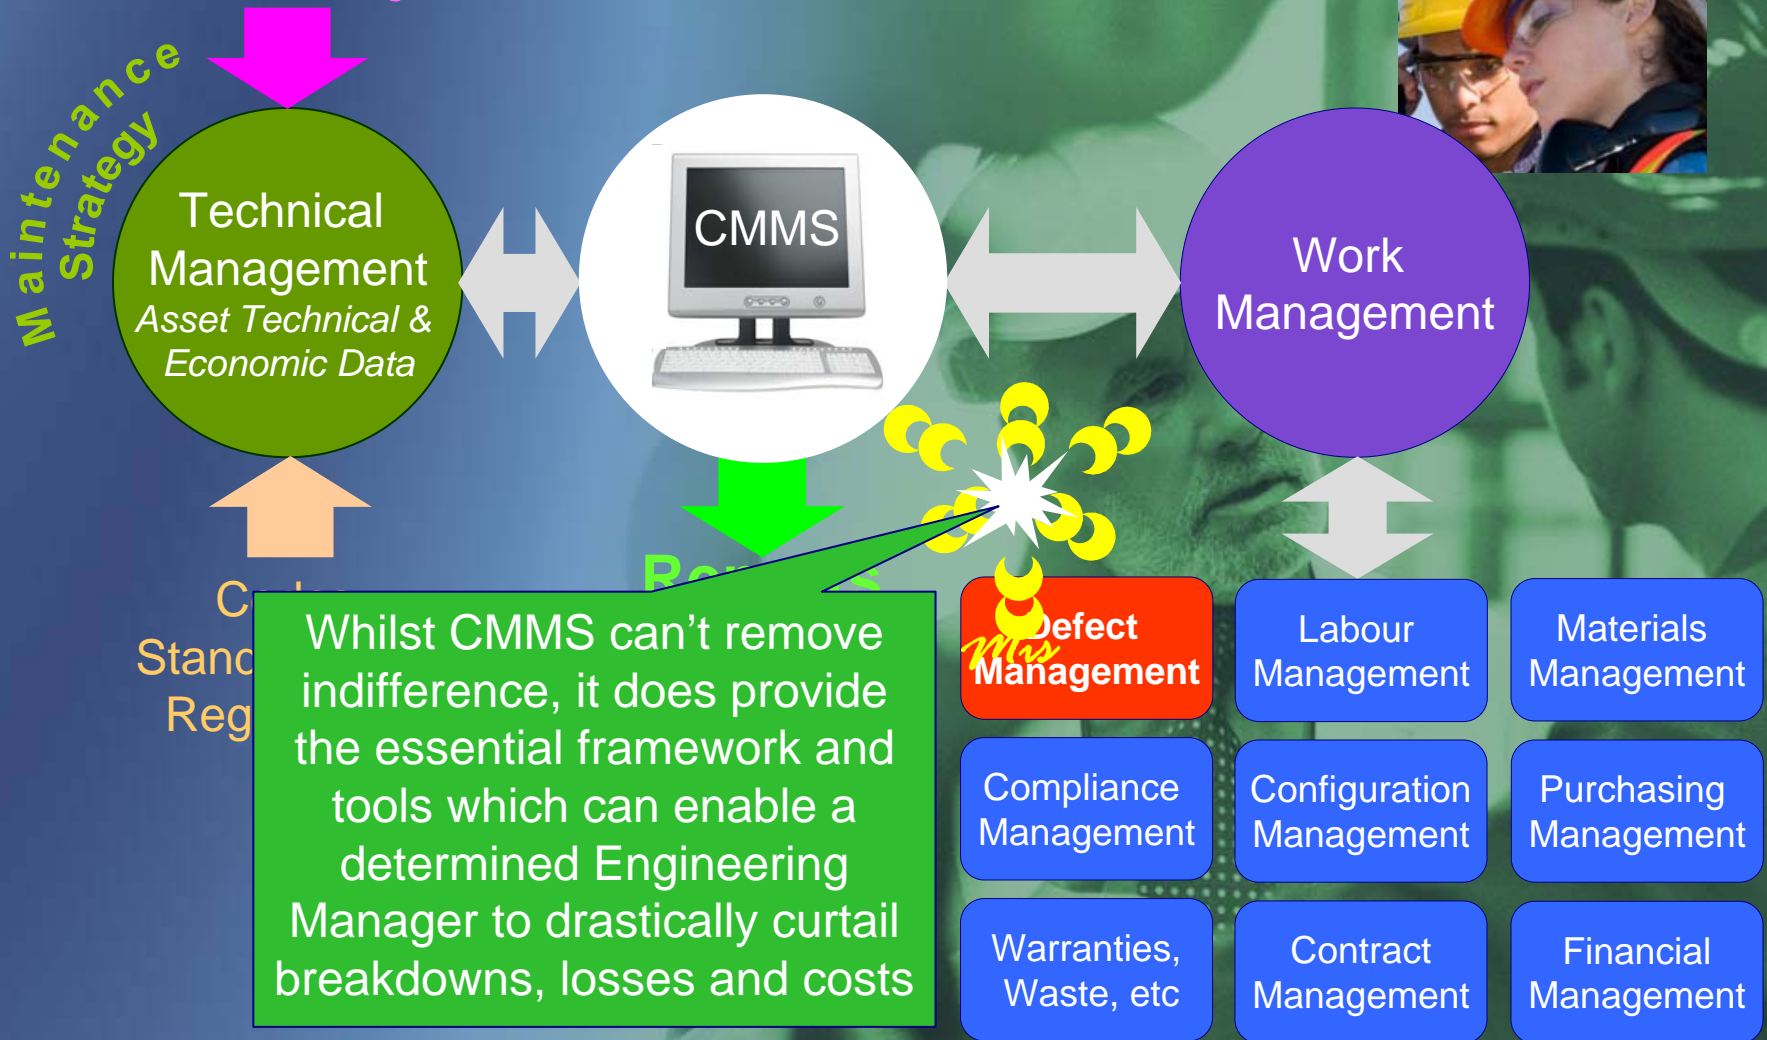 Maintenance
Strategy
Technical
Management
Asset Technical &
Economic Data
CMMS
Work
Management
Whilst CMMS can’t remove
indifference, it does provide
the essential framework and
tools which can enable a
determined Engineering
Manager to drastically curtail
breakdowns, losses and costs
Mis
Defect
Management
Labour
Management
Materials
Management
Compliance
Management
Configuration
Management
Purchasing
Management
Warranties,
Waste, etc
Contract
Management
Financial
Management